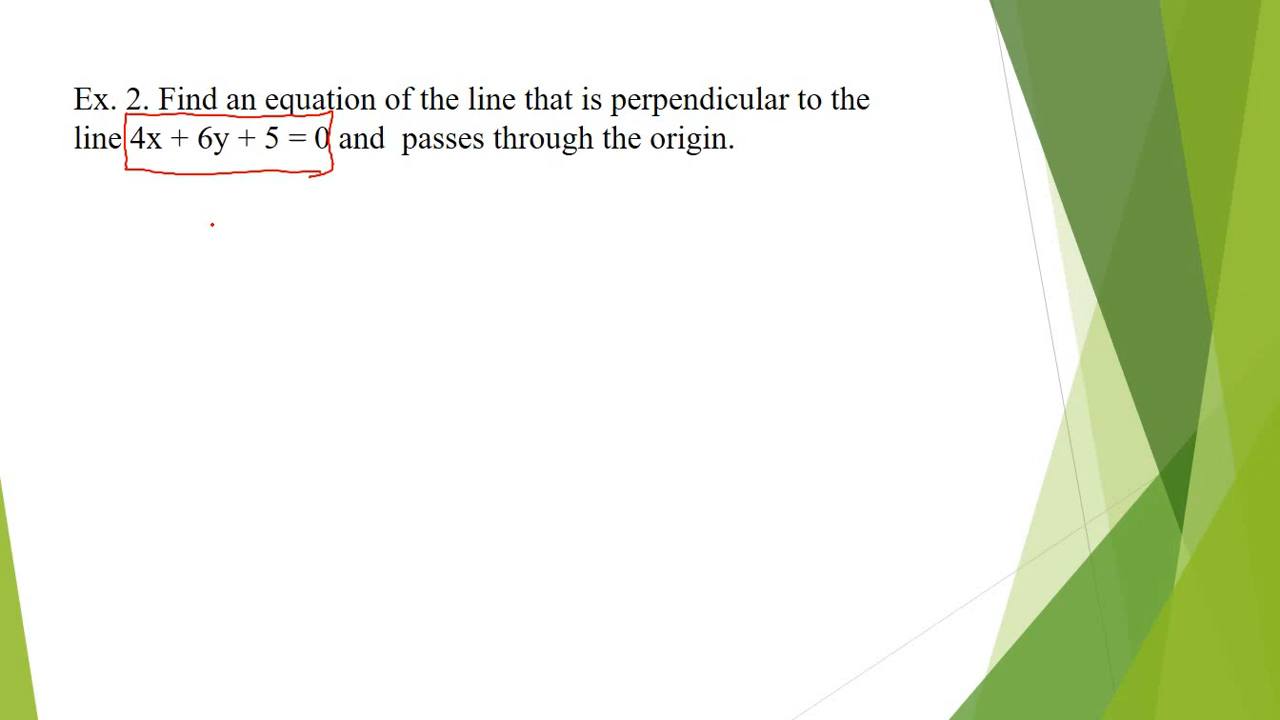 Ex. 2. Find an equation of the line that is perpendicular to the
line 4x + 6y + 5 = 0 and passes through the origin.